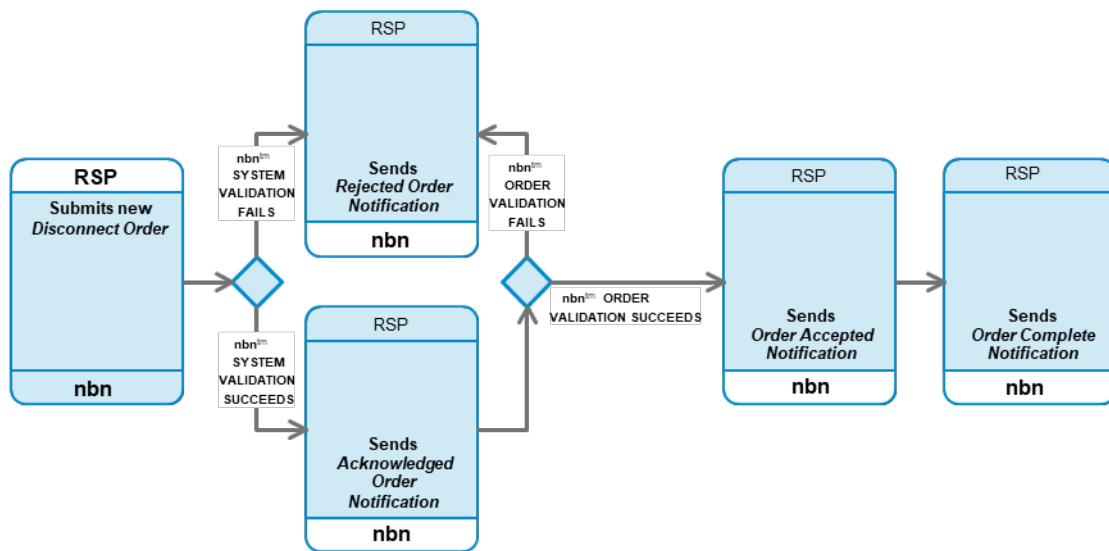 RSP
Submits new
Disconnect Order
nbn
nbn™
SYSTEM
VALIDATION
FAILS
nbn™
SYSTEM
VALIDATION
SUCCEEDS
RSP
Sends
Rejected Order
Notification
nbn
RSP
Sends
Acknowledged
Order
Notification
nbn
nbn™
ORDER
VALIDATION
FAILS
nbn™ ORDER
VALIDATION SUCCEEDS
RSP
Sends
Order Accepted
Notification
nbn
RSP
Sends
Order Complete
Notification
nbn